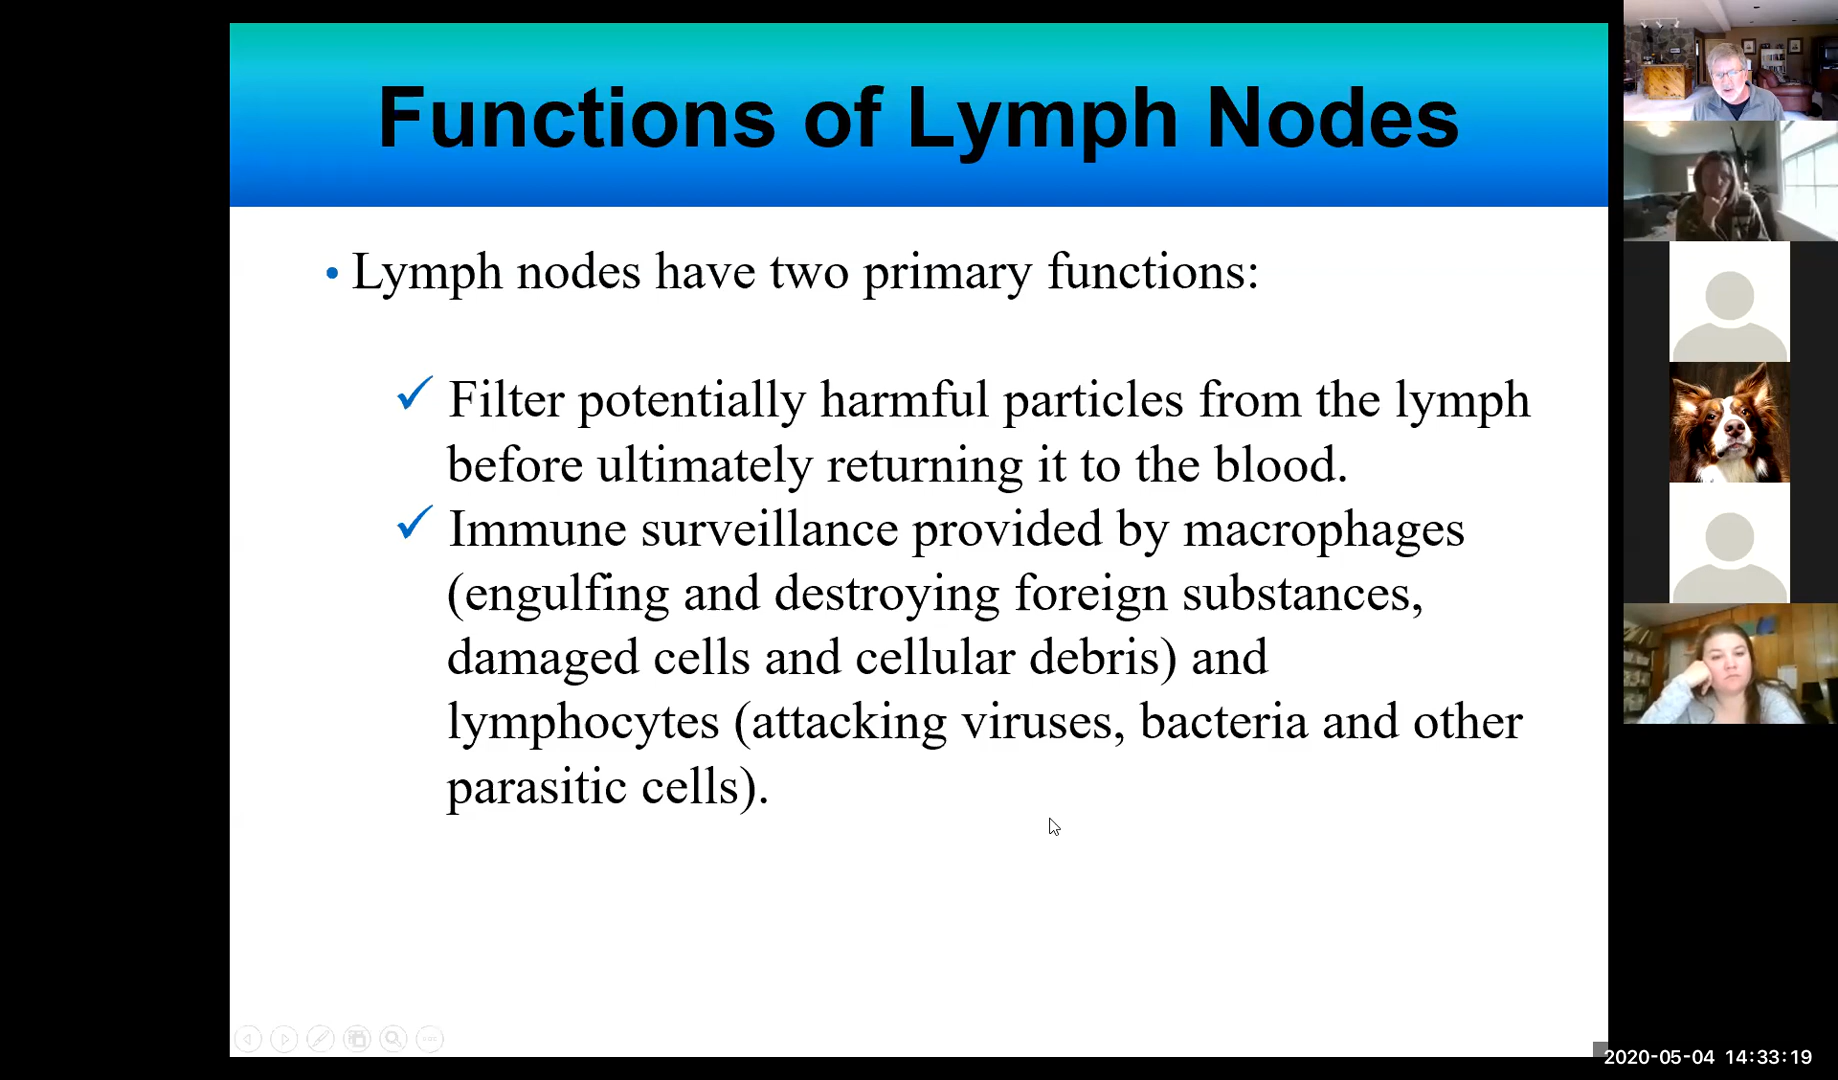 Functions of Lymph Nodes
• Lymph nodes have two primary functions:
✓ Filter potentially harmful particles from the lymph
before ultimately returning it to the blood.
✓ Immune surveillance provided by macrophages
(engulfing and destroying foreign substances,
damaged cells and cellular debris) and
lymphocytes (attacking viruses, bacteria and other
parasitic cells).
2020-05-04 14:33:19